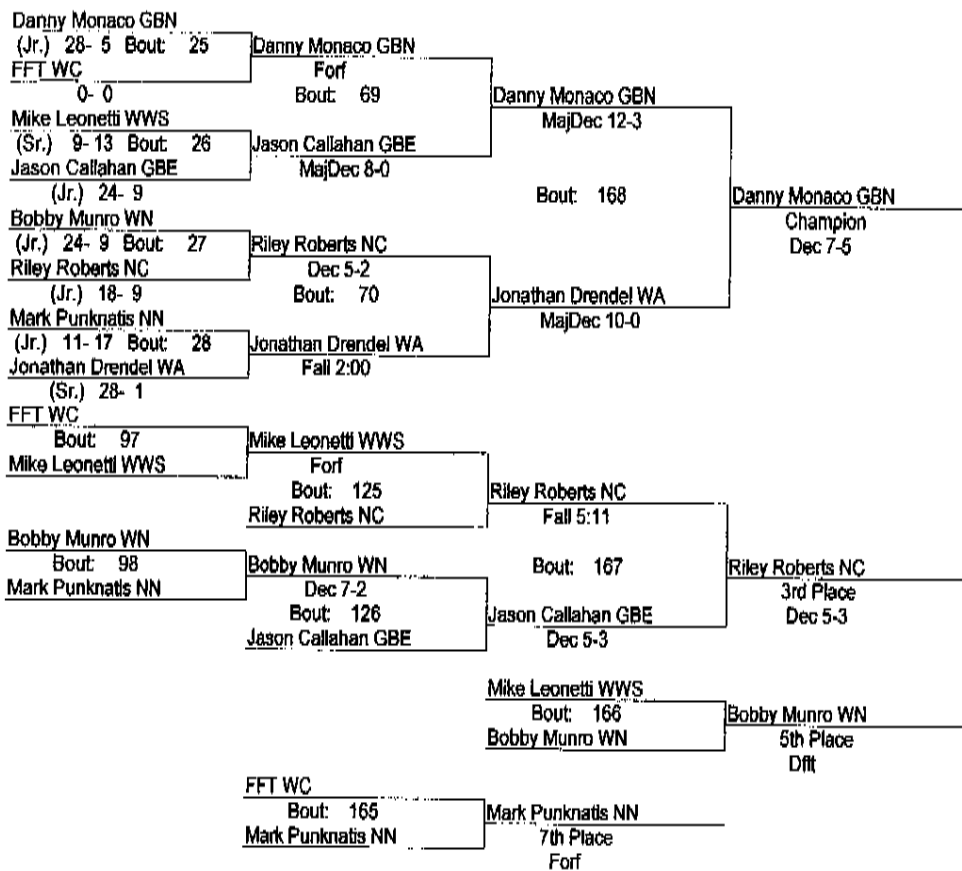 Danny Monaco GBN
(Jr.) 28- 5 Bout: 25
FFT WC
0- 0
Danny Monaco GBN
Forf
Bout: 69
Mike Leonetti WWS
(Sr.) 9- 13 Bout: 26
Jason Callahan GBE
(Jr.) 24- 9
Jason Callahan GBE
MajDec 8-0
Danny Monaco GBN
MajDec 12-3
Bout: 168
Bobby Munro WN
(Jr.) 24- 9 Bout: 27
Riley Roberts NC
(Jr.) 18- 9
Riley Roberts NC
Dec 5-2
Bout: 70
Mark Punknatis NN
(Jr.) 11- 17 Bout: 28
Jonathan Drendel WA
(Sr.) 28- 1
Jonathan Drendel WA
Fall 2:00
Jonathan Drendel WA
MajDec 10-0
Danny Monaco GBN
Champion
Dec 7-5
FFT WC
Bout: 97
Mike Leonetti WWS
Mike Leonetti WWS
Forf
Bout: 125
Riley Roberts NC
Riley Roberts NC
Fall 5:11
Bout: 167
Bobby Munro WN
Bout: 98
Mark Punknatis NN
Bobby Munro WN
Dec 7-2
Bout: 126
Jason Callahan GBE
Jason Callahan GBE
Dec 5-3
Riley Roberts NC
3rd Place
Dec 5-3
Mike Leonetti WWS
Bout: 166
Bobby Munro WN
Bobby Munro WN
5th Place
Dflt
FFT WC
Bout: 165
Mark Punknatis NN
Mark Punknatis NN
7th Place
Forf